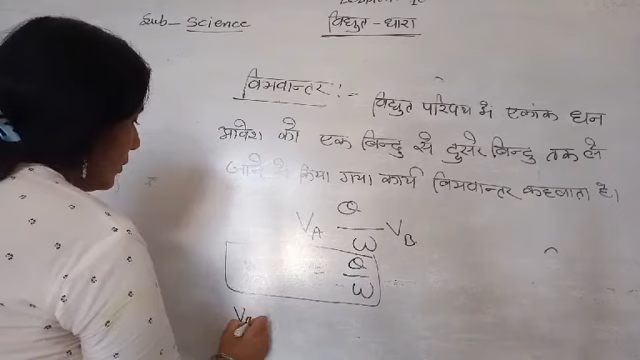 Sub- Science
विद्युत - धारा
विभवान्तर :- विद्युत परिपथ में एकांक धन
आवेश को एक बिन्दु से दुसरे बिन्दु तक ले
जाने में किया गया कार्य विभवान्तर कहलाता है।
Q
V_A — V_B
ω
= Q
ω
V